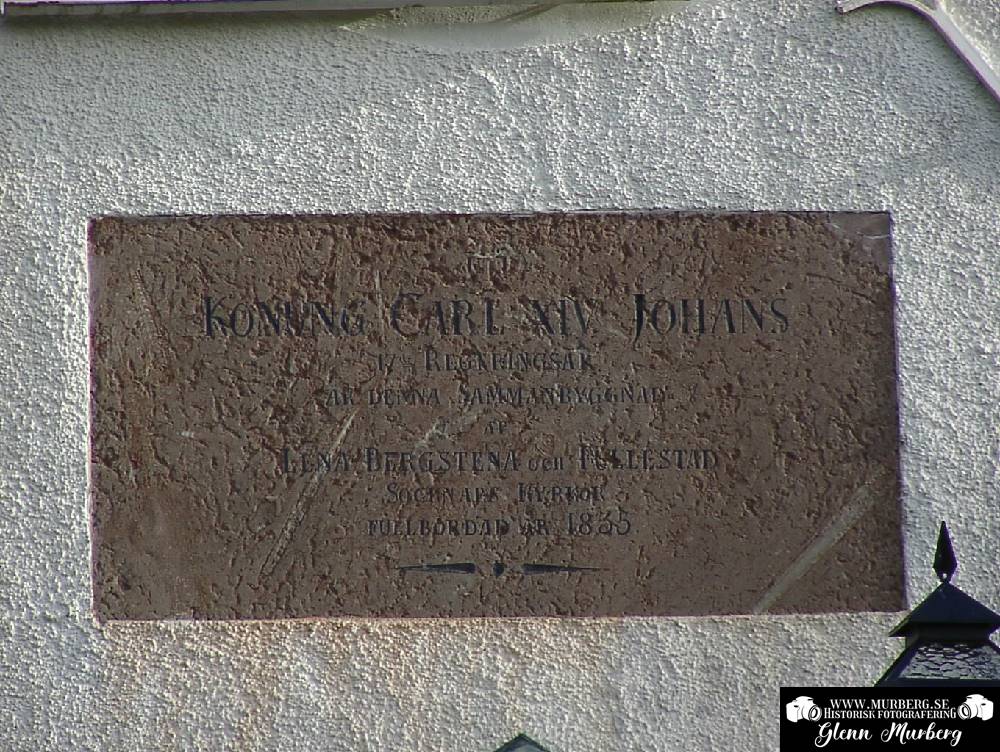 KONUNG CARL XIV JOHANS
17de REGERINGSÅR
ÄR DENNA SAMMANBYGGNAD
AF
LENA BERGSTENA och FULLESTAD
SOCKNARS KYRKOR
FULLBORDAD ÅR 1835
WWW.MURBERG.SE
HISTORISK FOTOGRAFERING
Glenn Murberg